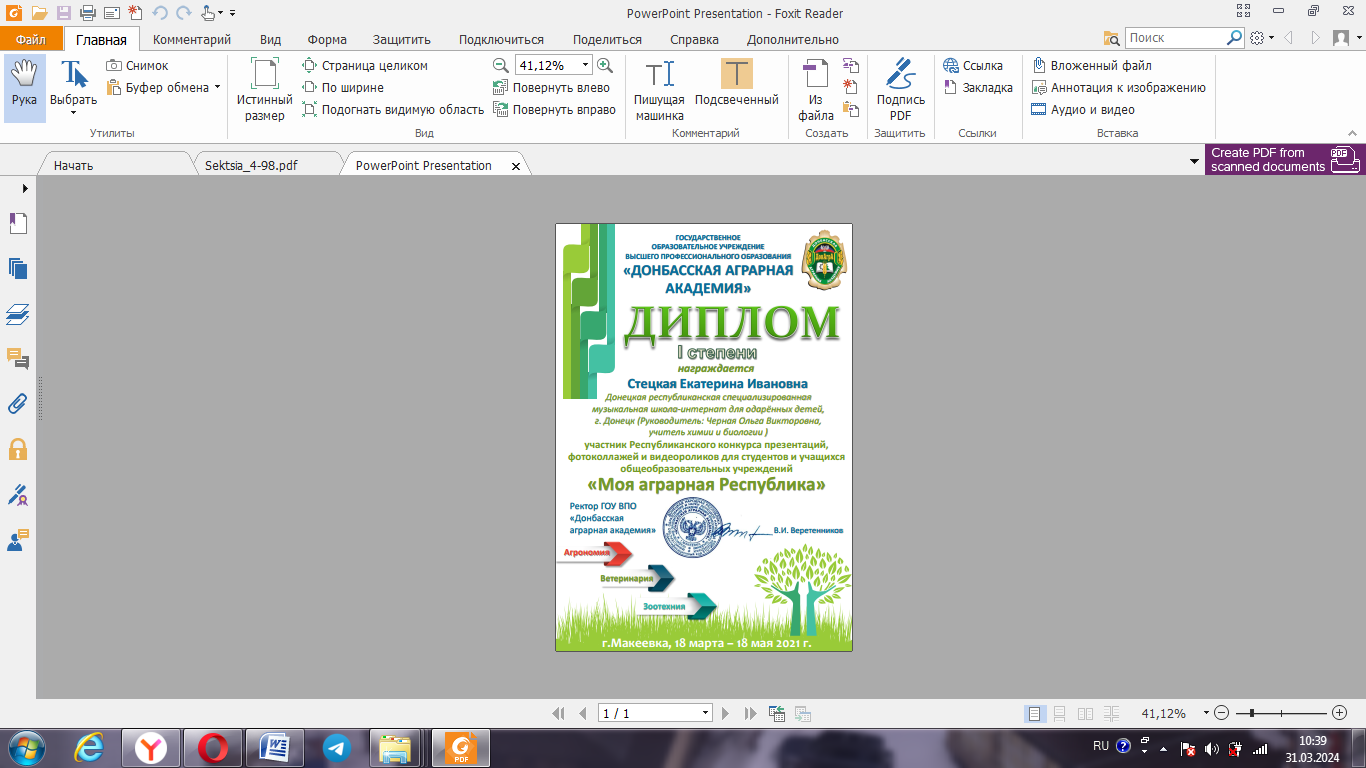 PowerPoint Presentation - Foxit Reader
Файл
Главная
Комментарий
Вид
Форма
Защитить
Подключиться
Поделиться
Справка
Дополнительно
Поиск
Рука
Выбрать
Снимок
Буфер обмена
Утилиты
Истинный размер
Страница целиком
По ширине
Подогнать видимую область
41,12%
Повернуть влево
Повернуть вправо
Вид
Пишущая машинка
Подсвеченный
Комментарий
Из файла
Создать
Подпись PDF
Защитить
Ссылка
Закладка
Ссылки
Вложенный файл
Аннотация к изображению
Аудио и видео
Вставка
Начать
Sektsia_4-98.pdf
PowerPoint Presentation
Create PDF from
scanned documents
PDF
ГОСУДАРСТВЕННОЕ
ОБРАЗОВАТЕЛЬНОЕ УЧРЕЖДЕНИЕ
ВЫСШЕГО ПРОФЕССИОНАЛЬНОГО ОБРАЗОВАНИЯ
«ДОНБАССКАЯ АГРАРНАЯ
АКАДЕМИЯ»
ДИПЛОМ
I степени
награждается
Стецкая Екатерина Ивановна
Донецкая республиканская специализированная
музыкальная школа-интернат для одарённых детей,
г. Донецк (Руководитель: Черная Ольга Викторовна,
учитель химии и биологии )
участник Республиканского конкурса презентаций,
фотоколлажей и видеороликов для студентов и учащихся
общеобразовательных учреждений
«Моя аграрная Республика»
Ректор ГОУ ВПО
«Донбасская
аграрная академия»
В.И. Веретенников
Агрономия
Ветеринария
Зоотехния
г.Макеевка, 18 марта – 18 мая 2021 г.
1 / 1
41,12%
PDF
RU
10:39
31.03.2024